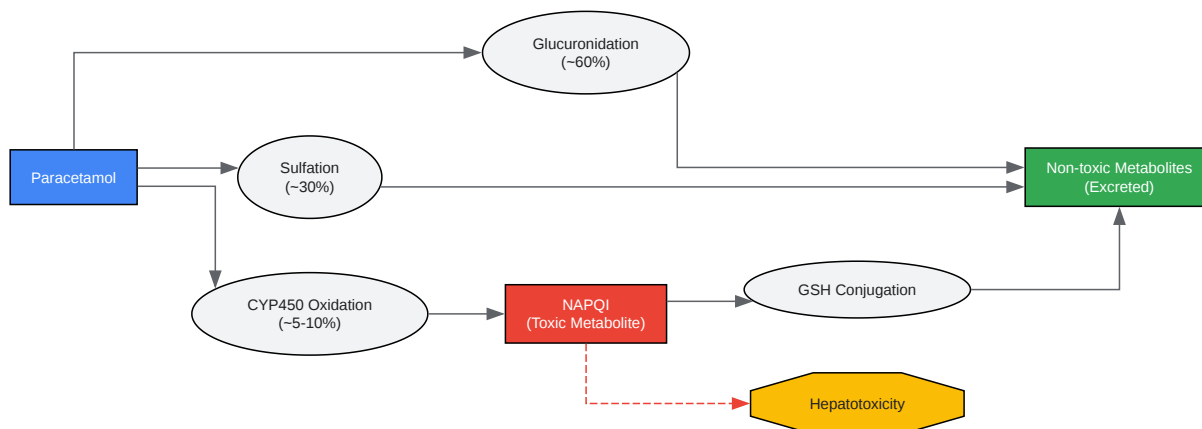 Glucuronidation
(~60%)
Paracetamol
Sulfation
(~30%)
Non-toxic Metabolites
(Excreted)
CYP450 Oxidation
(~5-10%)
NAPQI
(Toxic Metabolite)
GSH Conjugation
Hepatotoxicity